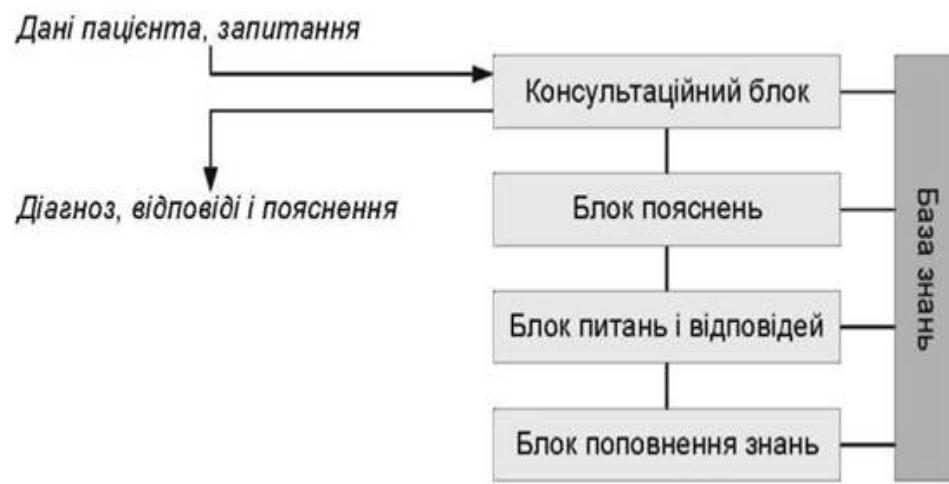 Дані пацієнта, запитання
Консультаційний блок
Діагноз, відповіді і пояснення
Блок пояснень
Блок питань і відповідей
Блок поповнення знань
База знань